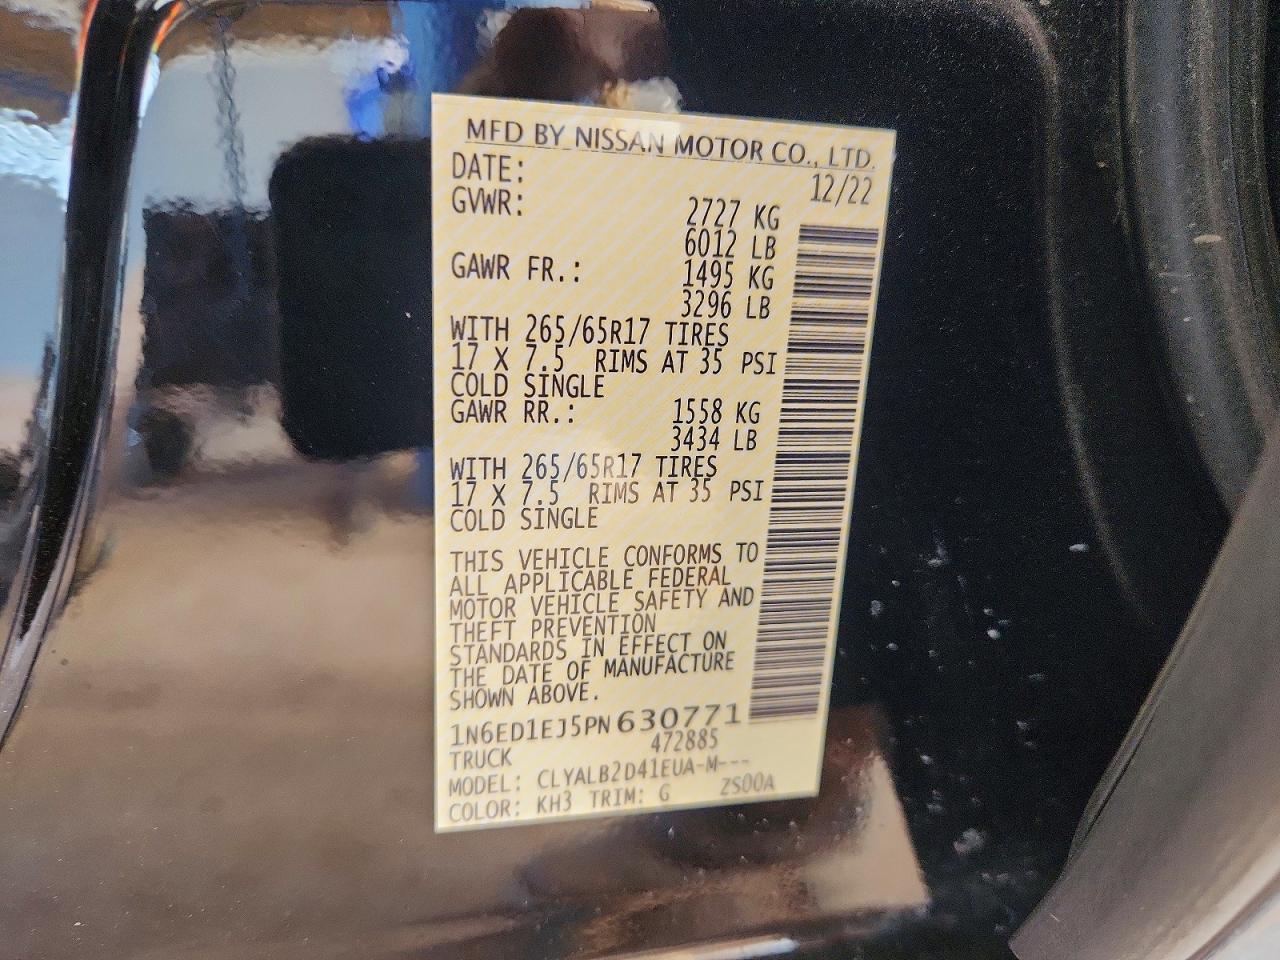 MFD BY NISSAN MOTOR CO., LTD.
DATE: 12/22
GVWR: 2727 KG
6012 LB
GAWR FR.: 1495 KG
3296 LB
WITH 265/65R17 TIRES
17 X 7.5 RIMS AT 35 PSI
COLD SINGLE
GAWR RR.: 1558 KG
3434 LB
WITH 265/65R17 TIRES
17 X 7.5 RIMS AT 35 PSI
COLD SINGLE
THIS VEHICLE CONFORMS TO
ALL APPLICABLE FEDERAL
MOTOR VEHICLE SAFETY AND
THEFT PREVENTION
STANDARDS IN EFFECT ON
THE DATE OF MANUFACTURE
SHOWN ABOVE.
1N6ED1EJ5PN630771
TRUCK 472885
MODEL: CLYALB2D41EUA-M---
COLOR: KH3 TRIM: G ZS00A